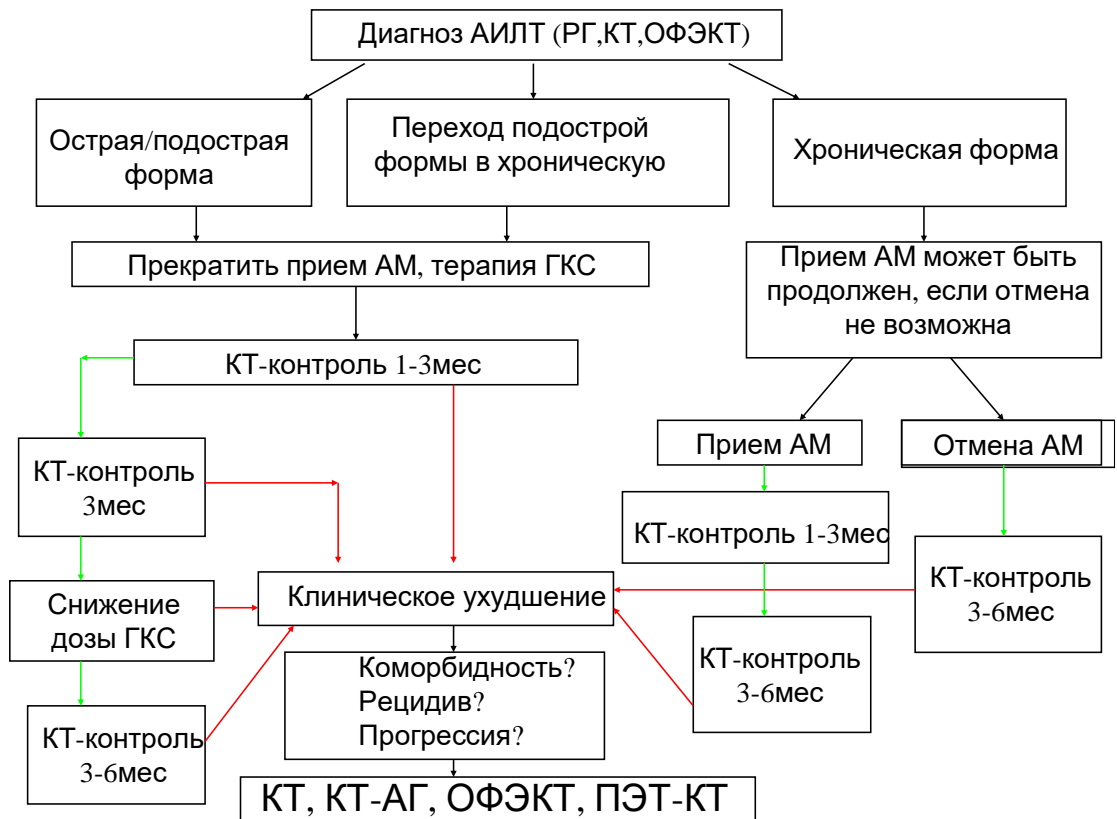 Диагноз АИЛТ (РГ,КТ,ОФЭКТ)
Острая/подострая
форма
Переход подострой
формы в хроническую
Хроническая форма
Прекратить прием АМ, терапия ГКС
Прием АМ может быть
продолжен, если отмена
не возможна
КТ-контроль 1-3мес
Прием АМ
Отмена АМ
КТ-контроль
3мес
КТ-контроль 1-3мес
КТ-контроль
3-6мес
Снижение
дозы ГКС
Клиническое ухудшение
КТ-контроль
3-6мес
Коморбидность?
Рецидив?
Прогрессия?
КТ-контроль
3-6мес
КТ, КТ-АГ, ОФЭКТ, ПЭТ-КТ